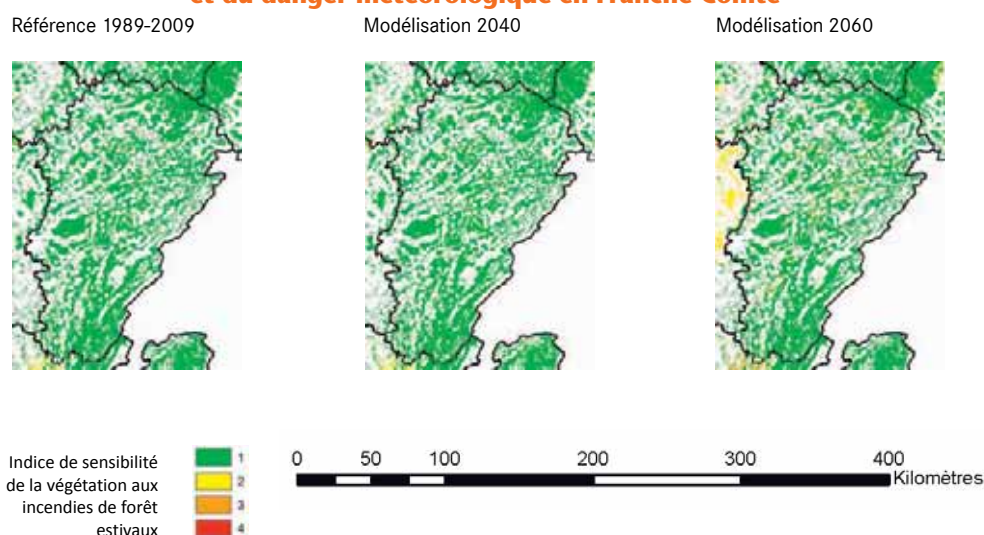 et du danger météorologique en Franche-Comté
Référence 1989-2009
Modélisation 2040
Modélisation 2060
Indice de sensibilité
de la végétation aux
incendies de forêt
estivaux
1
2
3
4
0 50 100 200 300 400
Kilomètres